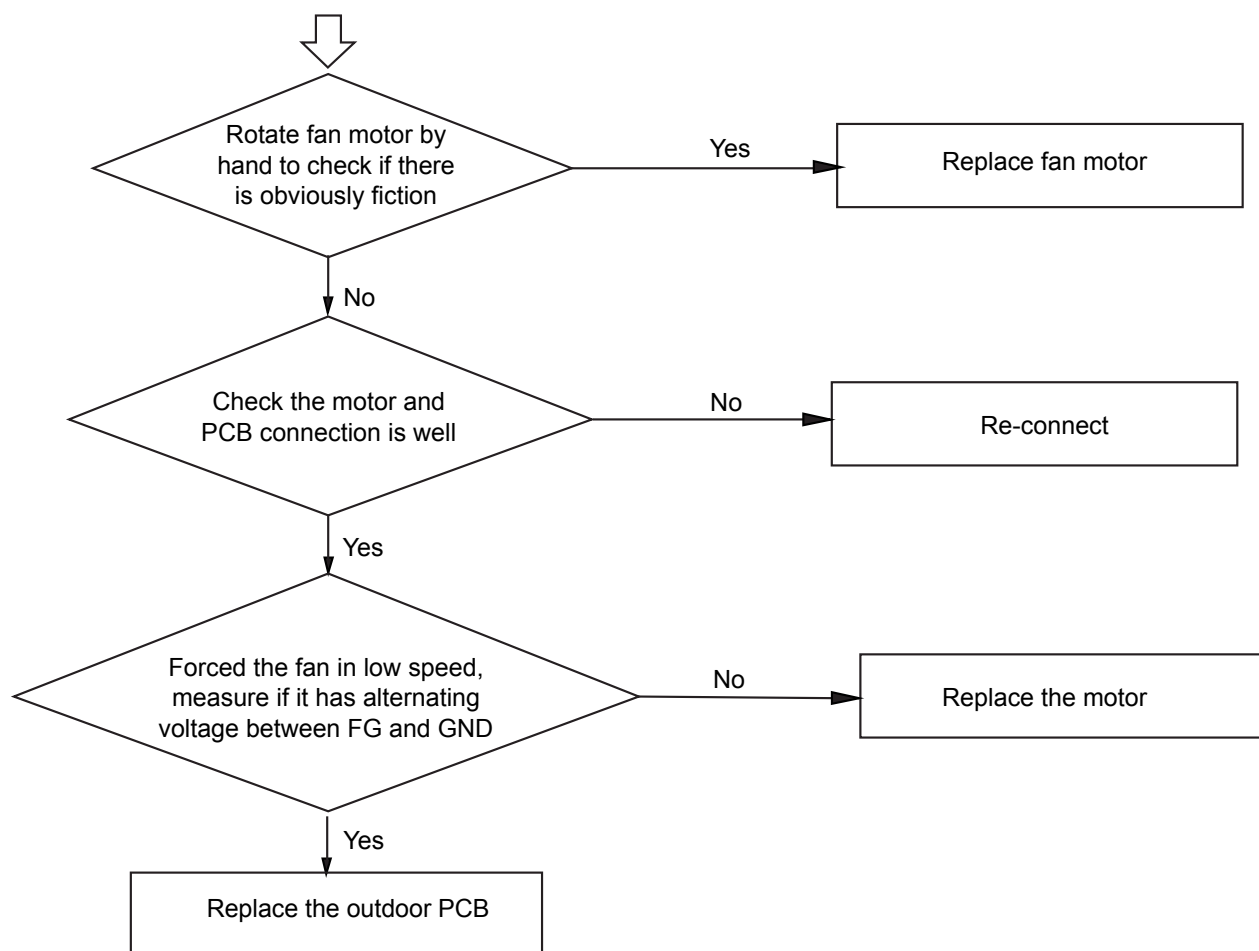 Rotate fan motor by
hand to check if there
is obviously fiction
Yes
Replace fan motor
No
Check the motor and
PCB connection is well
No
Re-connect
Yes
Forced the fan in low speed,
measure if it has alternating
voltage between FG and GND
No
Replace the motor
Yes
Replace the outdoor PCB